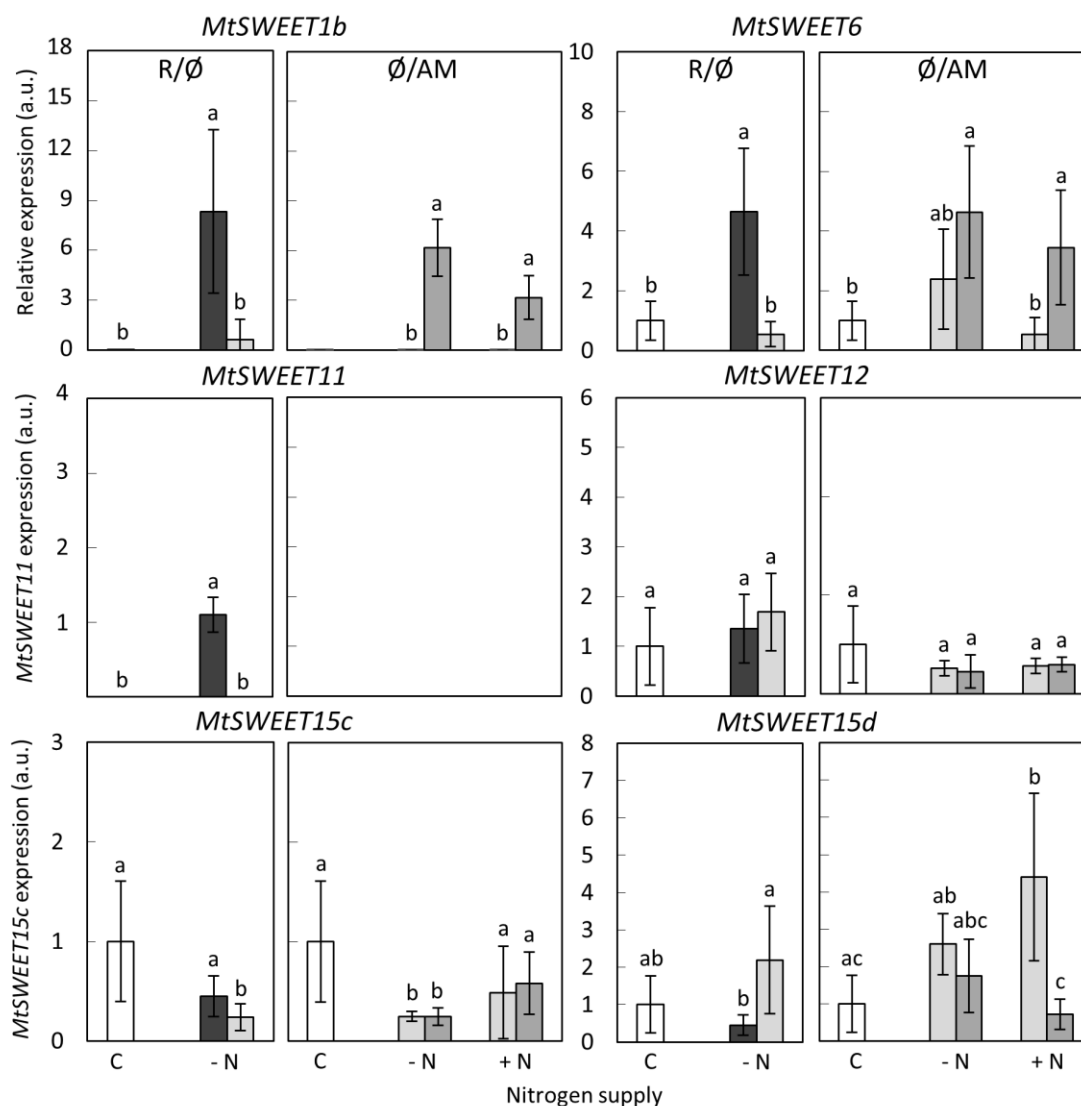 MtSWEET1b
MtSWEET6
Relative expression (a.u.)
18
15
12
9
6
3
0
R/Ø
b
a
b
Ø/AM
b
a
b
a
10
8
6
4
2
0
R/Ø
b
a
b
Ø/AM
b
ab
a
b
a
MtSWEET11
MtSWEET12
MtSWEET11 expression (a.u.)
4
3
2
1
b
a
b
6
5
4
3
2
1
0
a
a
a
a
a
a
a
a
MtSWEET15c
MtSWEET15d
MtSWEET15c expression (a.u.)
3
2
1
0
a
a
b
a
b
b
a
a
8
7
6
5
4
3
2
1
0
ab
b
a
ac
ab
abc
b
c
C
- N
C
- N
+ N
C
- N
C
- N
+ N
Nitrogen supply